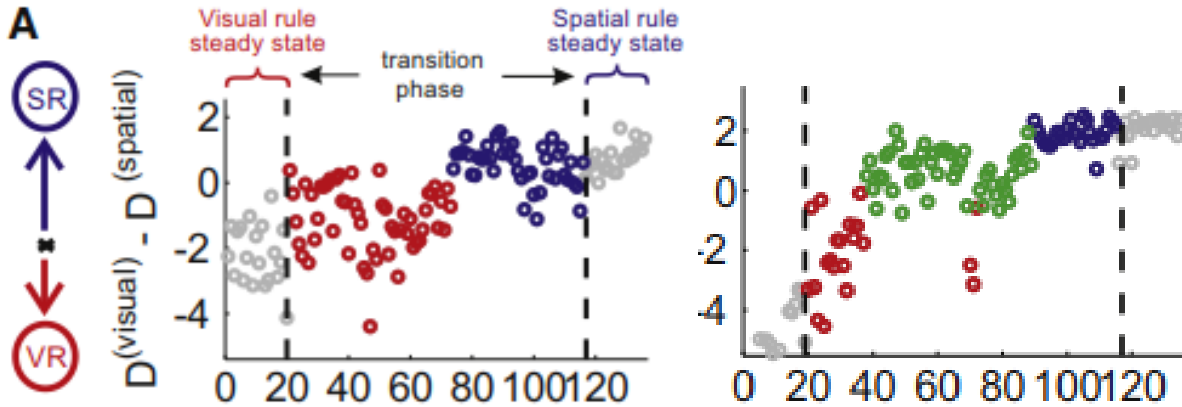 A
Visual rule
steady state
Spatial rule
steady state
transition
phase
SR
VR
D(visual) - D(spatial)
2
0
-2
-4
0 20 40 60 80 100 120
2
0
-2
-4
0 20 40 60 80 100 120